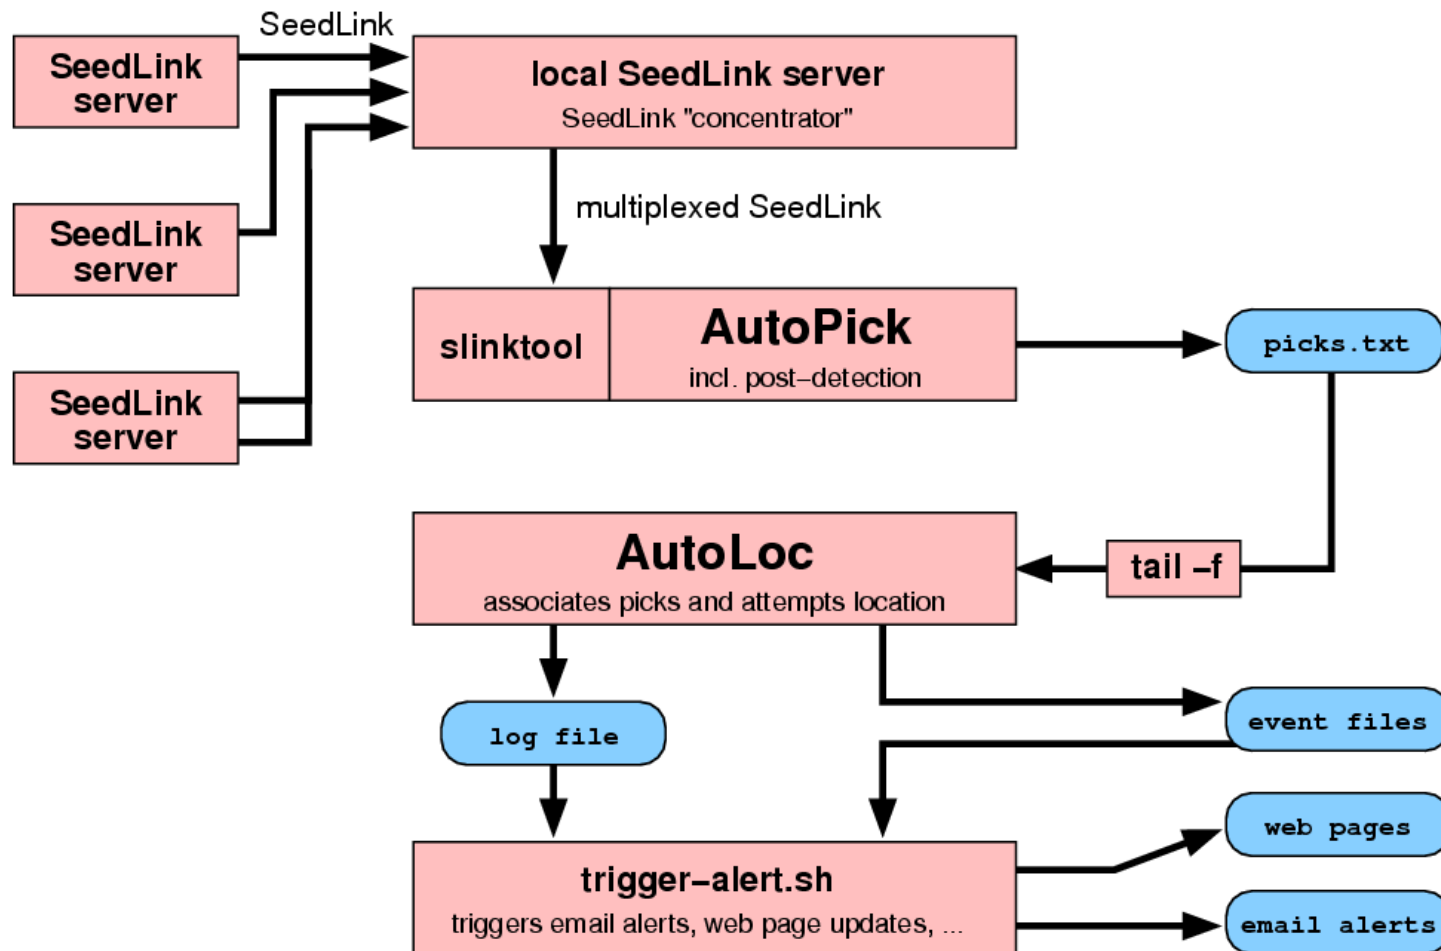 SeedLink
SeedLink
server
local SeedLink server
SeedLink "concentrator"
multiplexed SeedLink
SeedLink
server
slinktool
AutoPick
incl. post–detection
picks.txt
SeedLink
server
AutoLoc
associates picks and attempts location
tail –f
log file
event files
web pages
trigger–alert.sh
triggers email alerts, web page updates, ...
email alerts